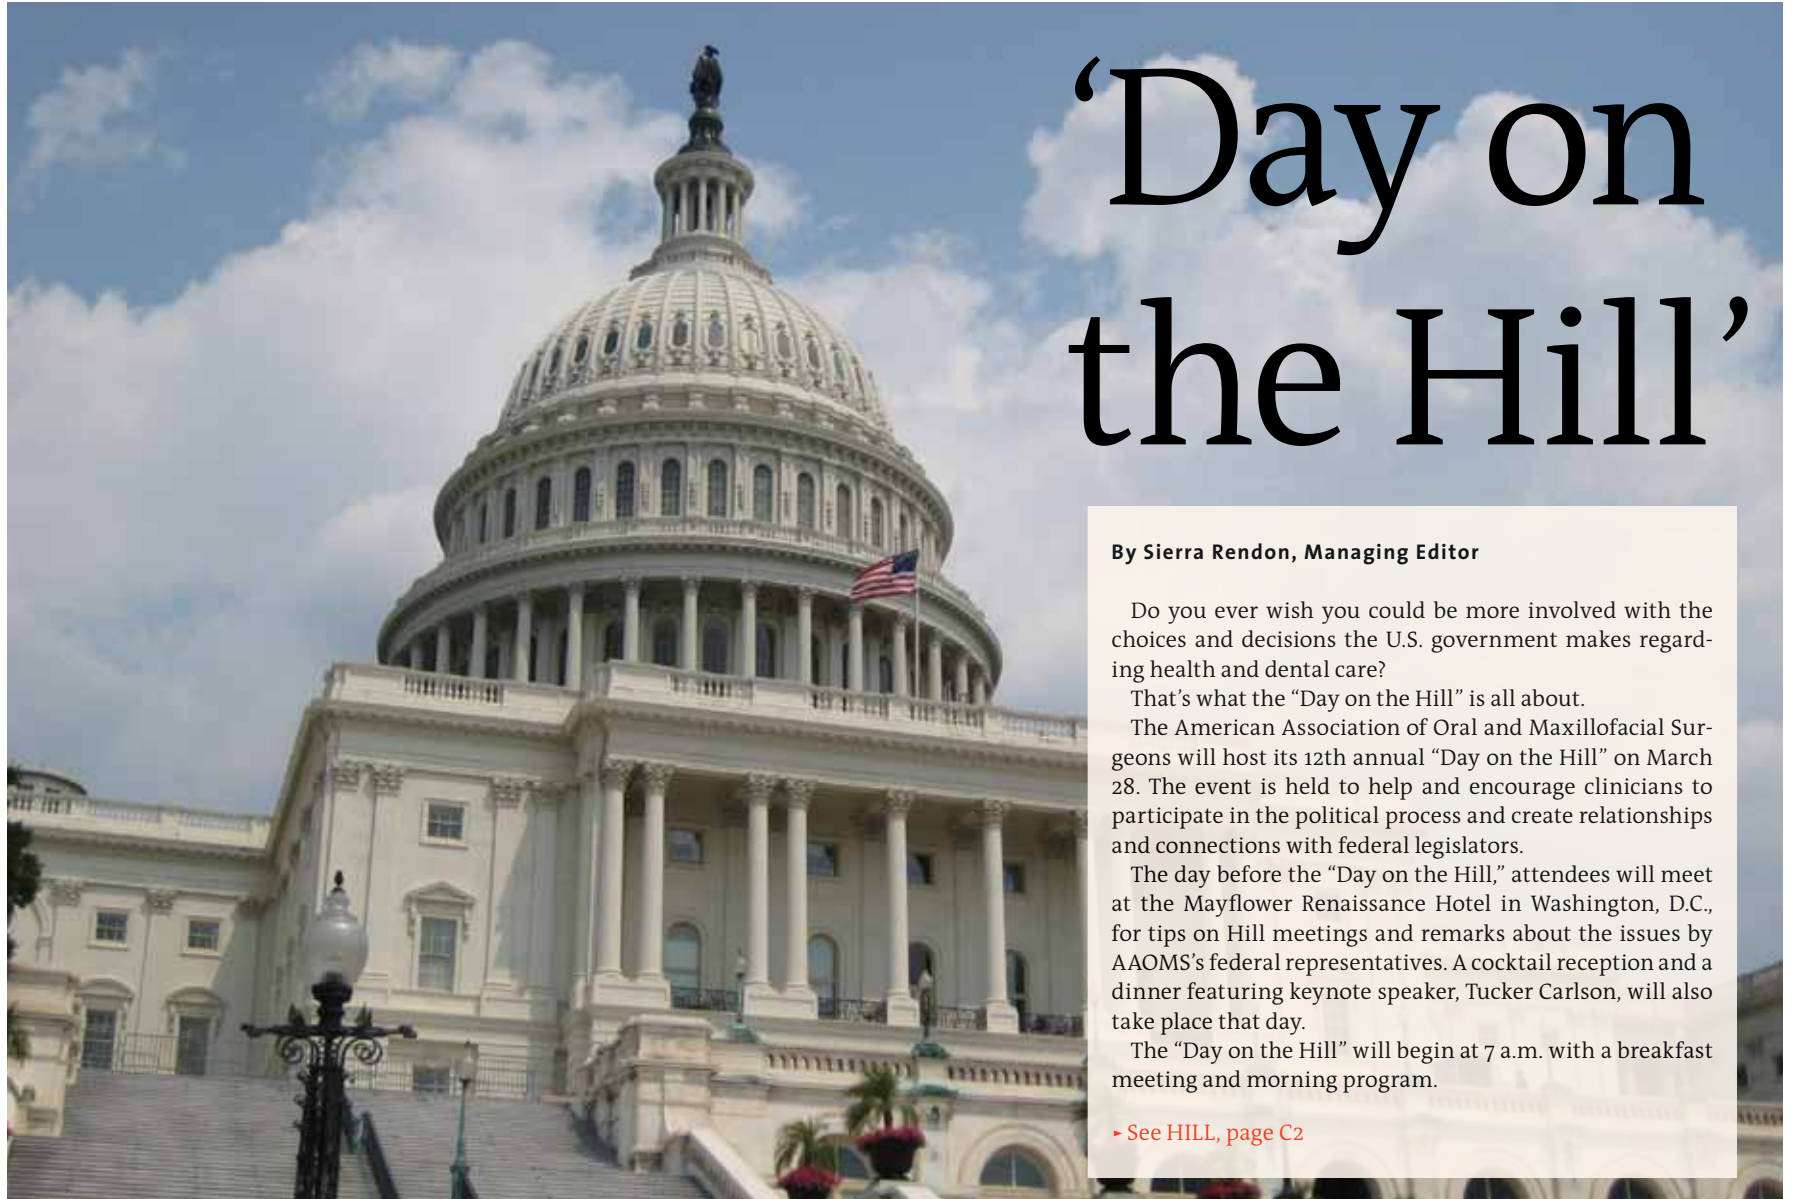 ‘Day on
the Hill’
By Sierra Rendon, Managing Editor
Do you ever wish you could be more involved with the
choices and decisions the U.S. government makes regard-
ing health and dental care?
That’s what the “Day on the Hill” is all about.
The American Association of Oral and Maxillofacial Sur-
geons will host its 12th annual “Day on the Hill” on March
28. The event is held to help and encourage clinicians to
participate in the political process and create relationships
and connections with federal legislators.
The day before the “Day on the Hill,” attendees will meet
at the Mayflower Renaissance Hotel in Washington, D.C.,
for tips on Hill meetings and remarks about the issues by
AAOMS’s federal representatives. A cocktail reception and a
dinner featuring keynote speaker, Tucker Carlson, will also
take place that day.
The “Day on the Hill” will begin at 7 a.m. with a breakfast
meeting and morning program.
► See HILL, page C2